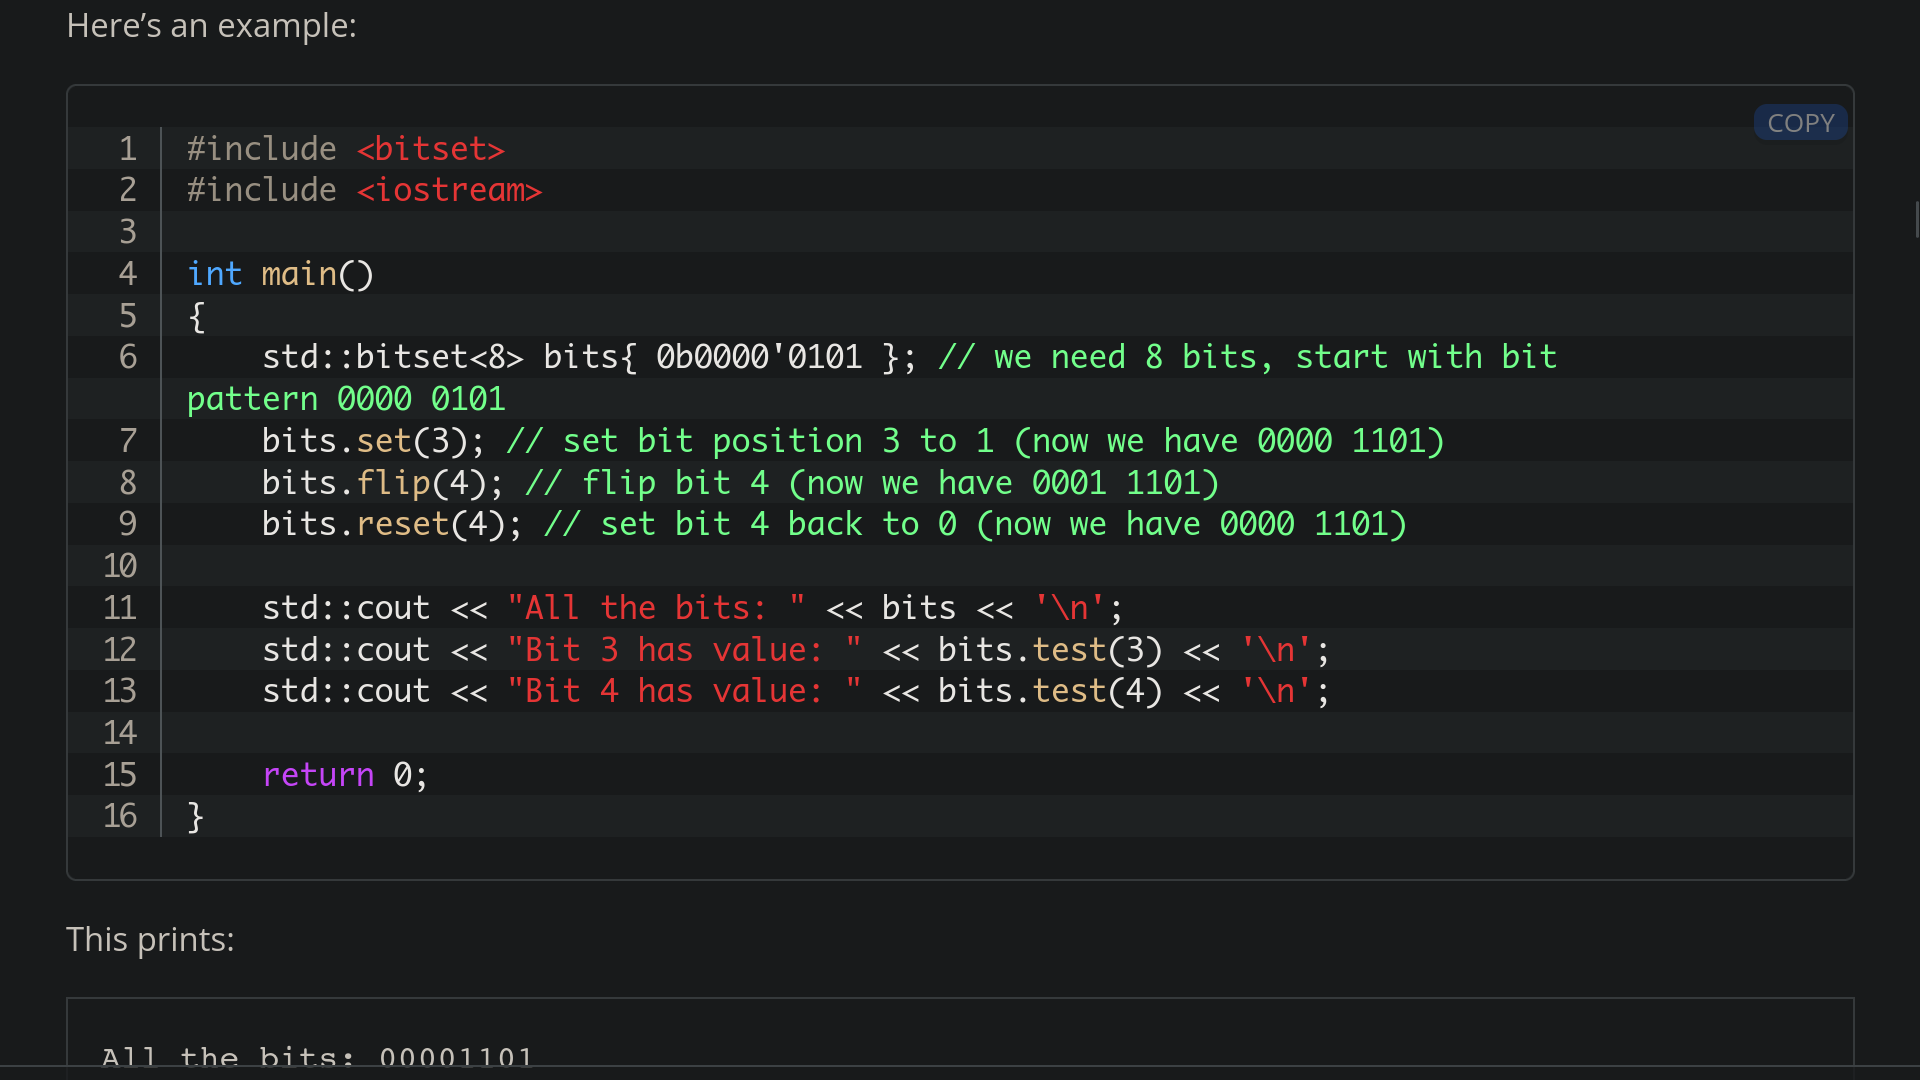 Here’s an example:
COPY
1 #include <bitset>
2 #include <iostream>
3
4 int main()
5 {
6     std::bitset<8> bits{ 0b0000'0101 }; // we need 8 bits, start with bit
pattern 0000 0101
7     bits.set(3); // set bit position 3 to 1 (now we have 0000 1101)
8     bits.flip(4); // flip bit 4 (now we have 0001 1101)
9     bits.reset(4); // set bit 4 back to 0 (now we have 0000 1101)
10
11     std::cout << "All the bits: " << bits << '\n';
12     std::cout << "Bit 3 has value: " << bits.test(3) << '\n';
13     std::cout << "Bit 4 has value: " << bits.test(4) << '\n';
14
15     return 0;
16 }
This prints:
All the bits: 00001101